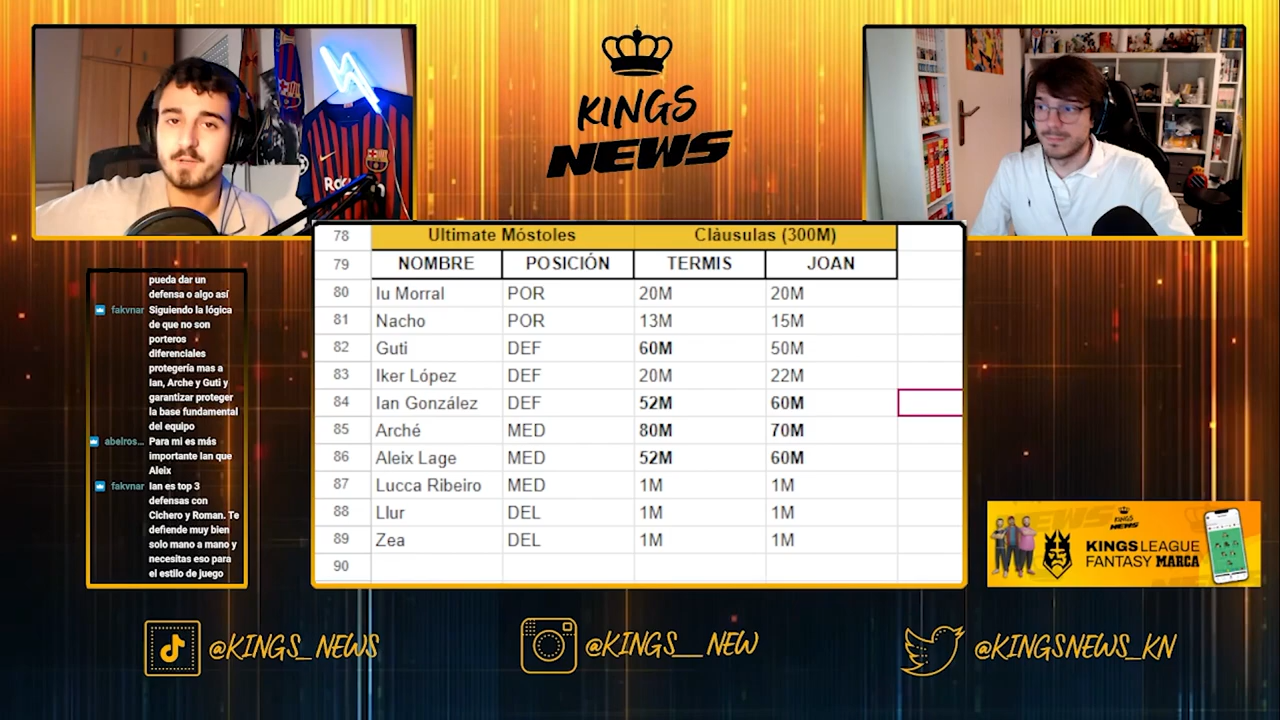 KINGS
NEWS
Rak
78 Ultimate Móstoles Cláusulas (300M)
79 NOMBRE POSICIÓN TERMIS JOAN
80 Iu Morral POR 20M 20M
81 Nacho POR 13M 15M
82 Guti DEF 60M 50M
83 Iker López DEF 20M 22M
84 Ian González DEF 52M 60M
85 Arché MED 80M 70M
86 Aleix Lage MED 52M 60M
87 Lucca Ribeiro MED 1M 1M
88 Llur DEL 1M 1M
89 Zea DEL 1M 1M
90
pueda dar un
defensa o algo así
fakvnar Siguiendo la lógica
de que no son
porteros
diferenciales
protegería mas a
Ian, Arche y Guti y
garantizar proteger
la base fundamental
del equipo
abelros... Para mi es más
importante Ian que
Aleix
fakvnar Ian es top 3
defensas con
Cichero y Roman. Te
defiende muy bien
solo mano a mano y
necesitas eso para
el estilo de juego
KINGS
NEWS
KINGS LEAGUE
FANTASY MARCA
@KINGS_NEWS
@KINGS__NEW
@KINGSNEWS_KN